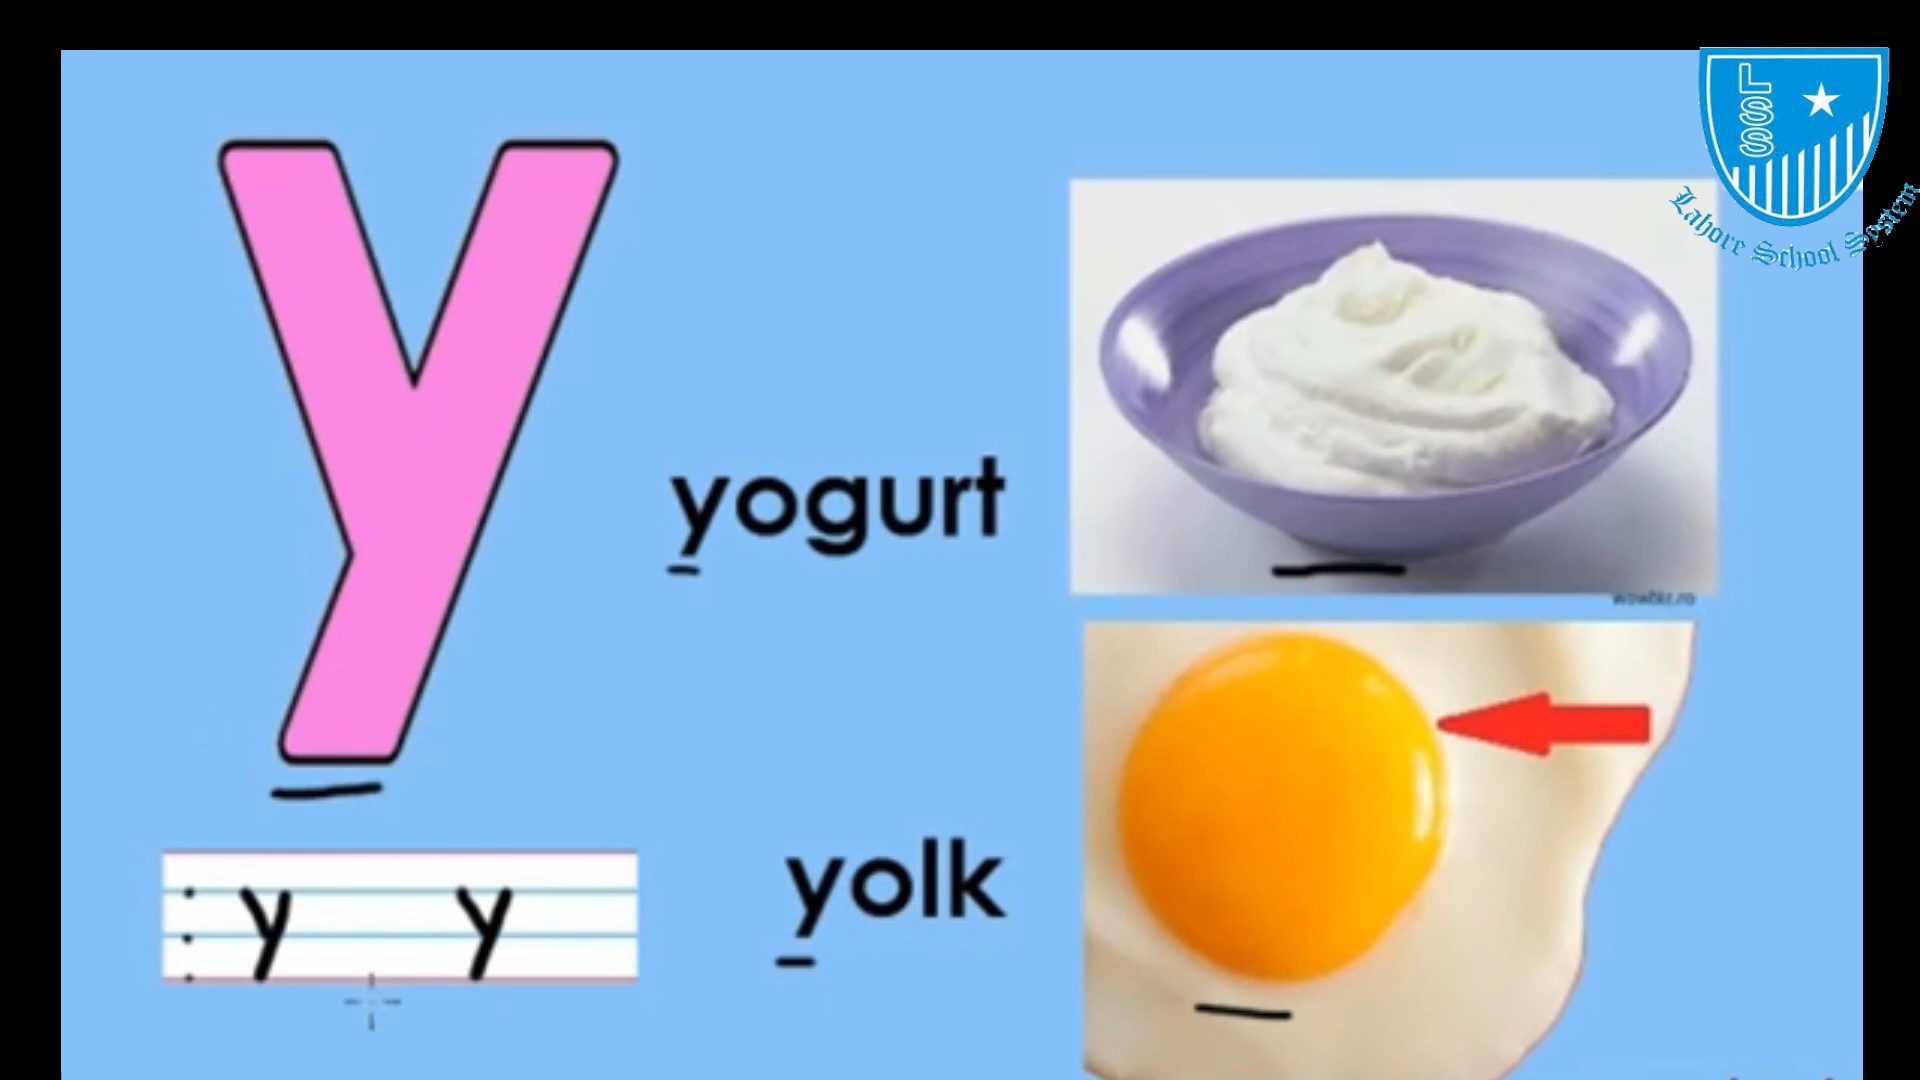 y
yogurt
y y
yolk
LSS
Lahore School System